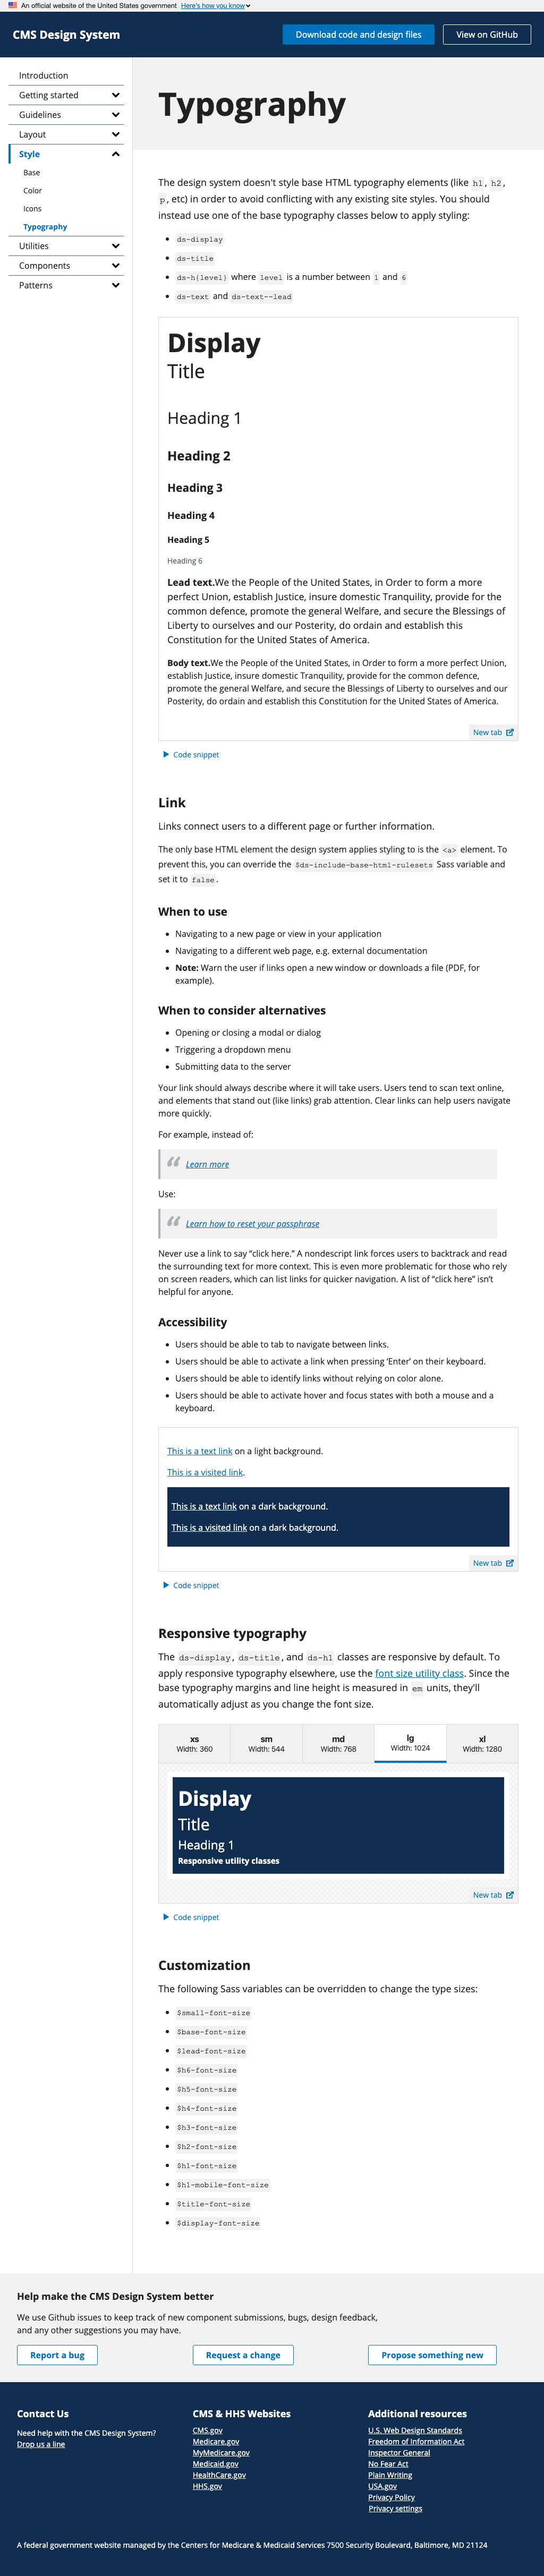 An official website of the United States government Here's how you know
CMS Design System
Download code and design files
View on GitHub
Introduction
Getting started
Guidelines
Layout
Style
Base
Color
Icons
Typography
Utilities
Components
Patterns
Typography
The design system doesn't style base HTML typography elements (like h1, h2,
p, etc) in order to avoid conflicting with any existing site styles. You should
instead use one of the base typography classes below to apply styling:
ds-display
ds-title
ds-h{level} where level is a number between 1 and 6
ds-text and ds-text--lead
Display
Title
Heading 1
Heading 2
Heading 3
Heading 4
Heading 5
Heading 6
Lead text.We the People of the United States, in Order to form a more
perfect Union, establish Justice, insure domestic Tranquility, provide for the
common defence, promote the general Welfare, and secure the Blessings of
Liberty to ourselves and our Posterity, do ordain and establish this
Constitution for the United States of America.
Body text.We the People of the United States, in Order to form a more perfect Union,
establish Justice, insure domestic Tranquility, provide for the common defence,
promote the general Welfare, and secure the Blessings of Liberty to ourselves and our
Posterity, do ordain and establish this Constitution for the United States of America.
New tab
Code snippet
Link
Links connect users to a different page or further information.
The only base HTML element the design system applies styling to is the <a> element. To
prevent this, you can override the $ds-include-base-html-rulesets Sass variable and
set it to false.
When to use
Navigating to a new page or view in your application
Navigating to a different web page, e.g. external documentation
Note: Warn the user if links open a new window or downloads a file (PDF, for
example).
When to consider alternatives
Opening or closing a modal or dialog
Triggering a dropdown menu
Submitting data to the server
Your link should always describe where it will take users. Users tend to scan text online,
and elements that stand out (like links) grab attention. Clear links can help users navigate
more quickly.
For example, instead of:
Learn more
Use:
Learn how to reset your passphrase
Never use a link to say “click here.” A nondescript link forces users to backtrack and read
the surrounding text for more context. This is even more problematic for those who rely
on screen readers, which can list links for quicker navigation. A list of “click here” isn’t
helpful for anyone.
Accessibility
Users should be able to tab to navigate between links.
Users should be able to activate a link when pressing ‘Enter’ on their keyboard.
Users should be able to identify links without relying on color alone.
Users should be able to activate hover and focus states with both a mouse and a
keyboard.
This is a text link on a light background.
This is a visited link.
This is a text link on a dark background.
This is a visited link on a dark background.
New tab
Code snippet
Responsive typography
The ds-display, ds-title, and ds-h1 classes are responsive by default. To
apply responsive typography elsewhere, use the font size utility class. Since the
base typography margins and line height is measured in em units, they'll
automatically adjust as you change the font size.
xs
Width: 360
sm
Width: 544
md
Width: 768
lg
Width: 1024
xl
Width: 1280
Display
Title
Heading 1
Responsive utility classes
New tab
Code snippet
Customization
The following Sass variables can be overridden to change the type sizes:
$small-font-size
$base-font-size
$lead-font-size
$h6-font-size
$h5-font-size
$h4-font-size
$h3-font-size
$h2-font-size
$h1-font-size
$h1-mobile-font-size
$title-font-size
$display-font-size
Help make the CMS Design System better
We use Github issues to keep track of new component submissions, bugs, design feedback,
and any other suggestions you may have.
Report a bug
Request a change
Propose something new
Contact Us
Need help with the CMS Design System?
Drop us a line
CMS & HHS Websites
CMS.gov
Medicare.gov
MyMedicare.gov
Medicaid.gov
HealthCare.gov
HHS.gov
Additional resources
U.S. Web Design Standards
Freedom of Information Act
Inspector General
No Fear Act
Plain Writing
USA.gov
Privacy Policy
Privacy settings
A federal government website managed by the Centers for Medicare & Medicaid Services 7500 Security Boulevard, Baltimore, MD 21124